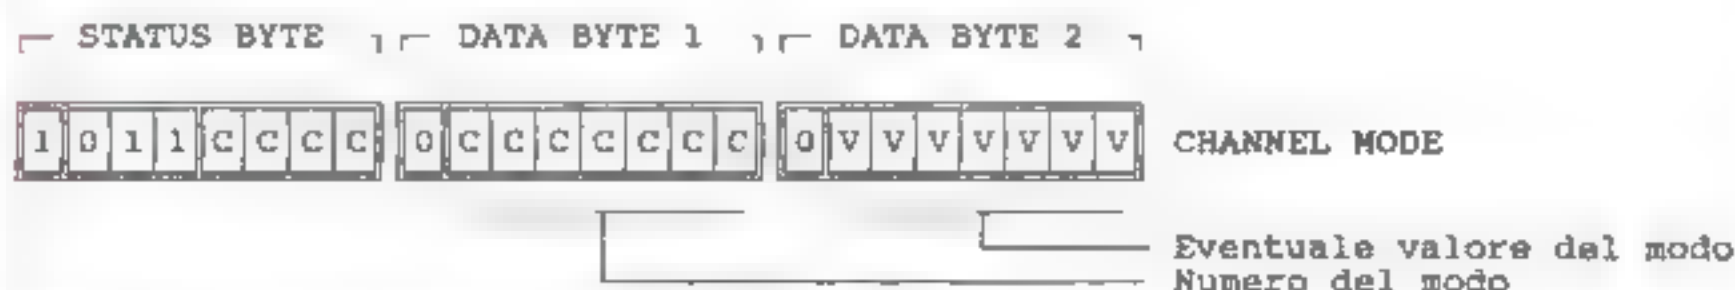 STATUS BYTE DATA BYTE 1 DATA BYTE 2
1 0 1 1 C C C C 0 C C C C C C C 0 V V V V V V V CHANNEL MODE
Eventuale valore del modo
Numero del modo